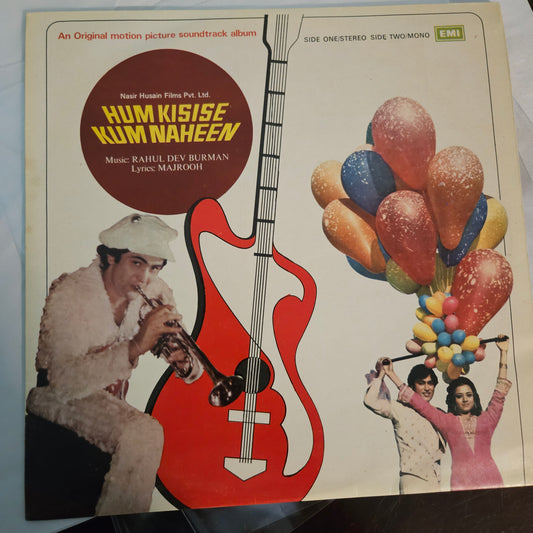 An Original motion picture soundtrack album
SIDE ONE/STEREO SIDE TWO/MONO
EMI
Nasir Husain Films Pvt. Ltd.
HUM KISISE
KUM NAHEEN
Music: RAHUL DEV BURMAN
Lyrics: MAJROOH